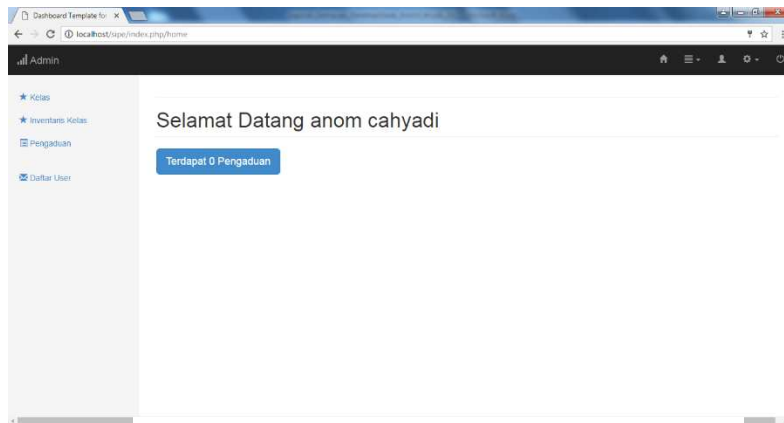 Dashboard Template for
localhost/sipe/index.php/home
Admin
Kelas
Inventaris Kelas
Pengaduan
Daftar User
Selamat Datang anom cahyadi
Terdapat 0 Pengaduan